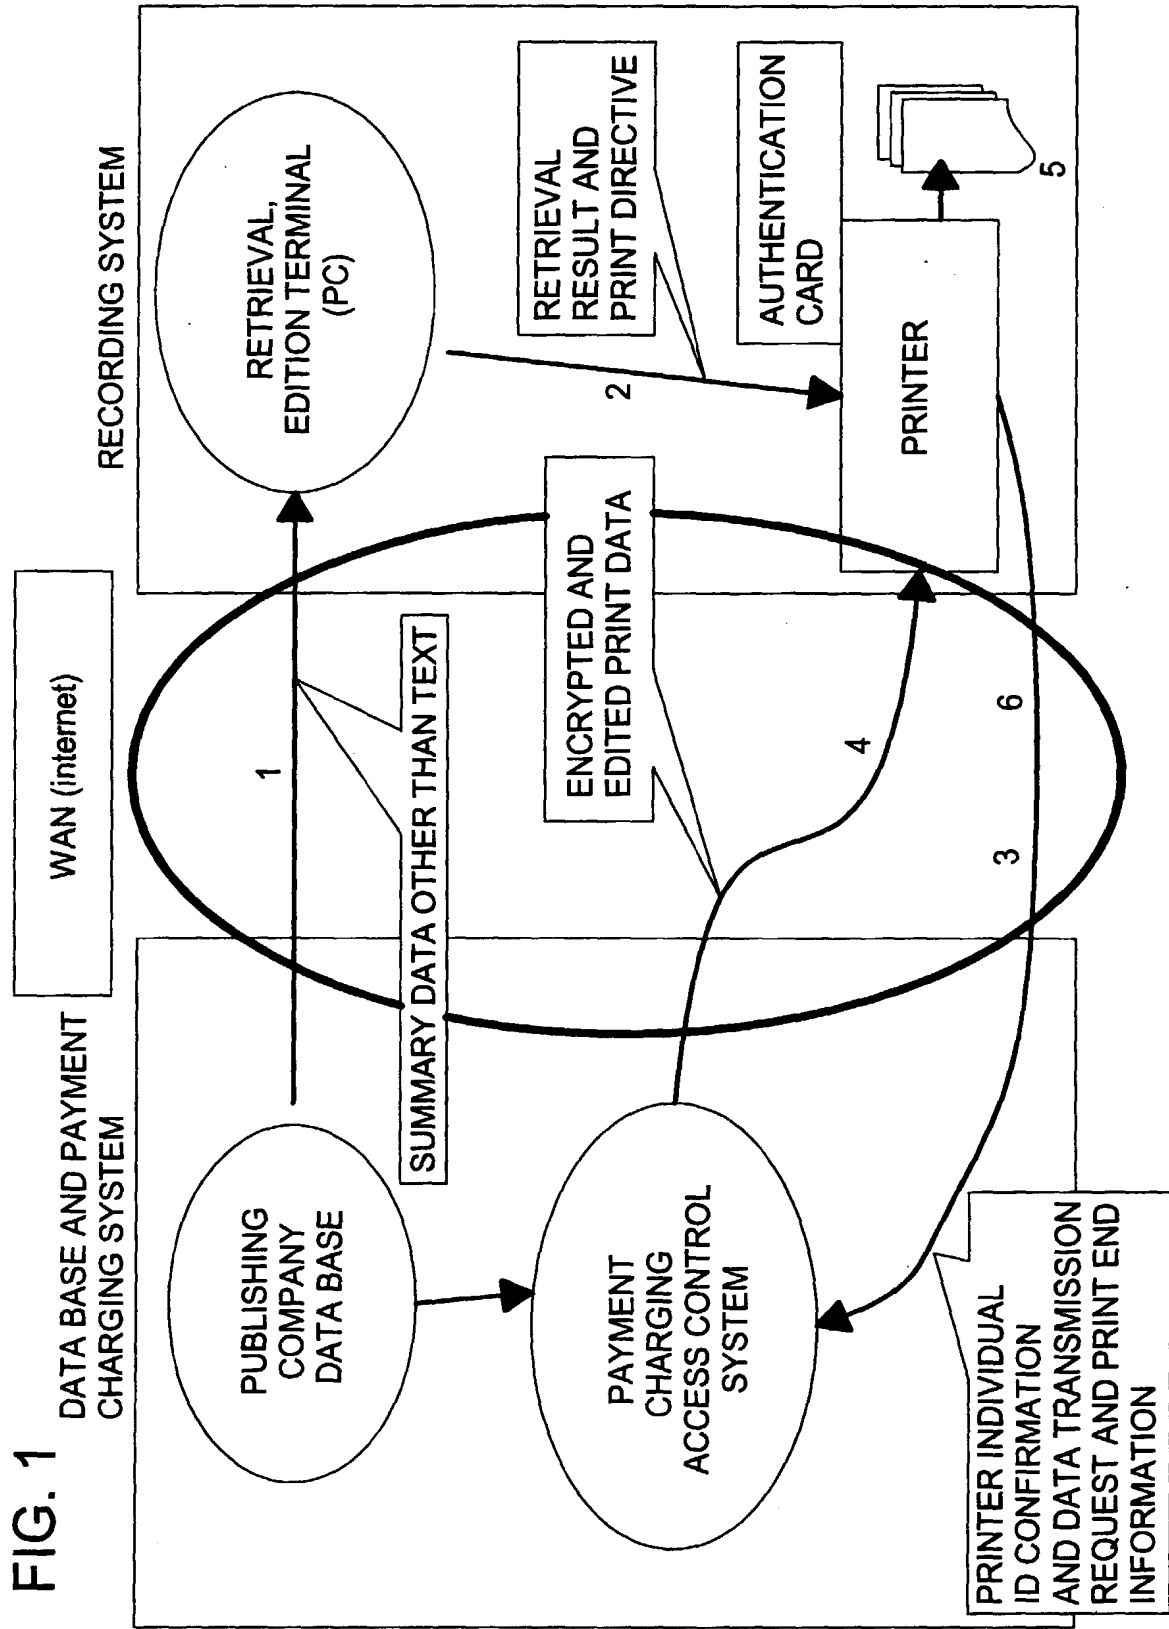 FIG. 1
DATA BASE AND PAYMENT
CHARGING SYSTEM
WAN (internet)
RECORDING SYSTEM
PUBLISHING
COMPANY
DATA BASE
1
RETRIEVAL,
EDITION TERMINAL
(PC)
SUMMARY DATA OTHER THAN TEXT
2
RETRIEVAL
RESULT AND
PRINT DIRECTIVE
PAYMENT
CHARGING
ACCESS CONTROL
SYSTEM
ENCRYPTED AND
EDITED PRINT DATA
4
AUTHENTICATION
CARD
PRINTER
5
3
6
PRINTER INDIVIDUAL
ID CONFIRMATION
AND DATA TRANSMISSION
REQUEST AND PRINT END
INFORMATION